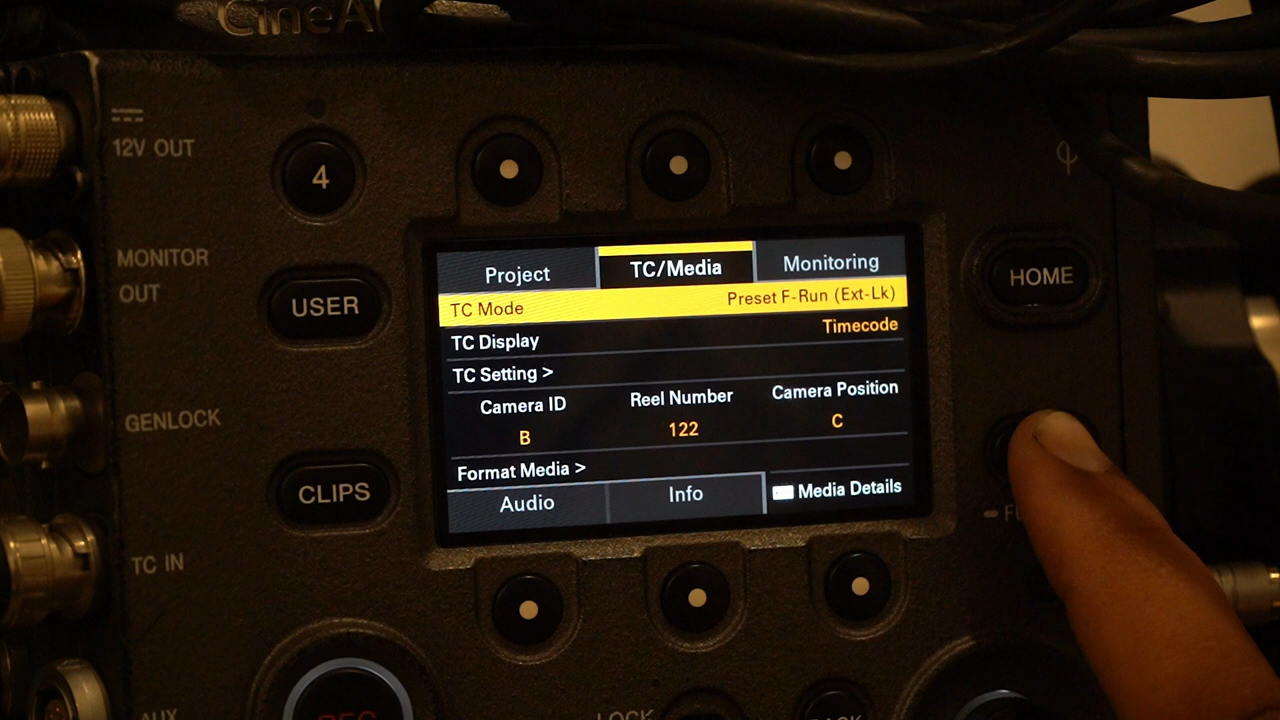 CineAl
12V OUT
4
MONITOR
OUT
USER
HOME
GENLOCK
CLIPS
TC IN
Project
TC/Media
Monitoring
TC Mode Preset F-Run (Ext-Lk)
TC Display Timecode
TC Setting >
Camera ID Reel Number Camera Position
B 122 C
Format Media >
Audio Info Media Details
REC
LOCK
AUX